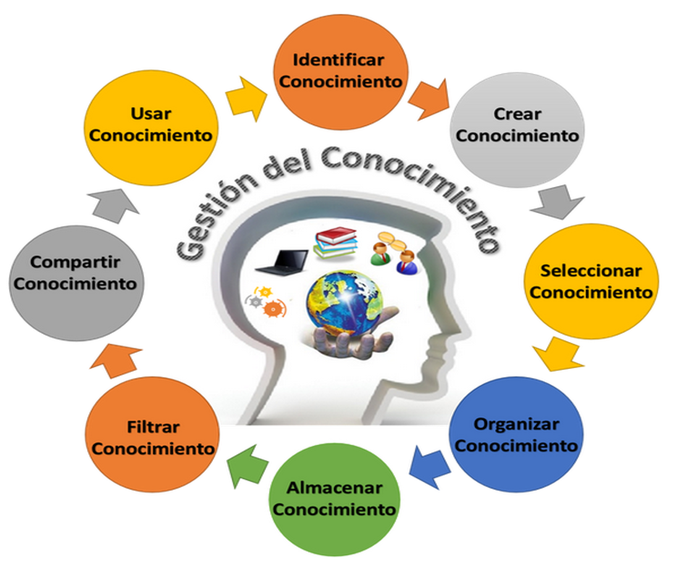 Identificar
Conocimiento
Crear
Conocimiento
Seleccionar
Conocimiento
Organizar
Conocimiento
Almacenar
Conocimiento
Filtrar
Conocimiento
Compartir
Conocimiento
Usar
Conocimiento
Gestión del Conocimiento